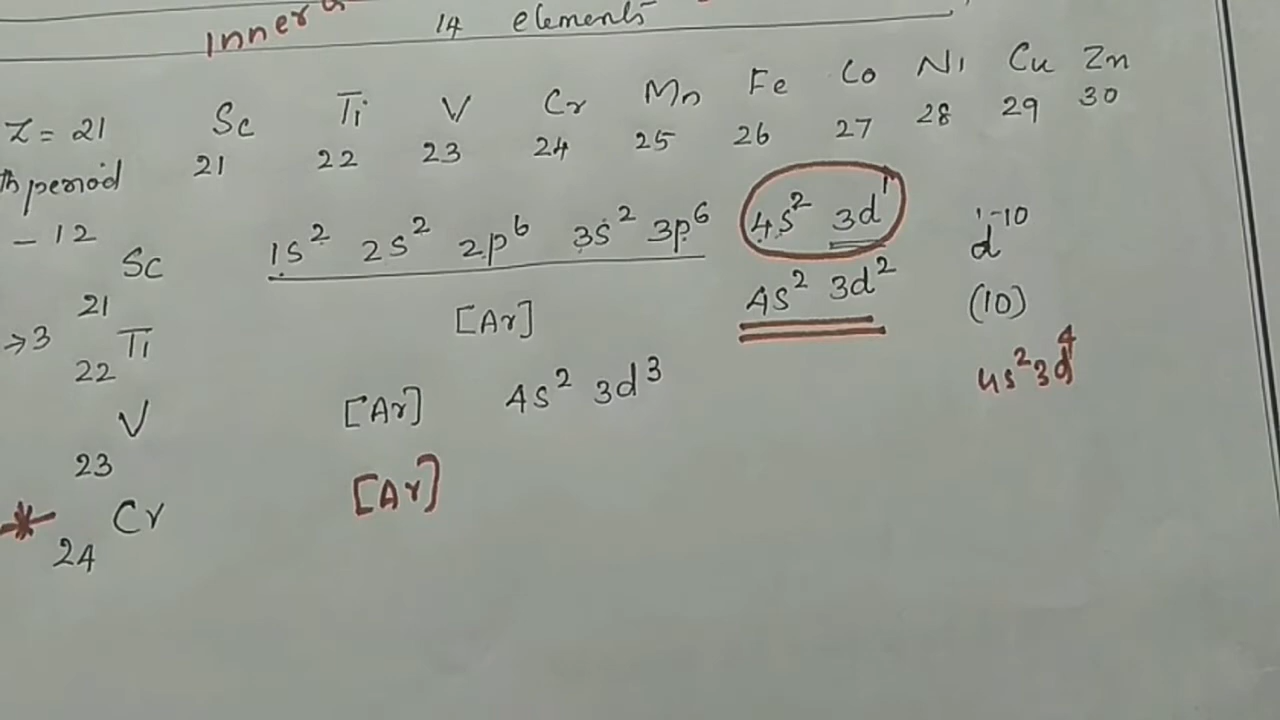 Inner
14 elements
Z = 21 Sc Ti V Cr Mn Fe Co Ni Cu Zn
21 22 23 24 25 26 27 28 29 30
th period
- 12
Sc 1s² 2s² 2p⁶ 3s² 3p⁶ 4s² 3d¹ d¹⁻¹⁰
21
→3 Ti [Ar] 4s² 3d² (10)
22
V [Ar] 4s² 3d³ 4s² 3d⁴
23
Cr [Ar]
24